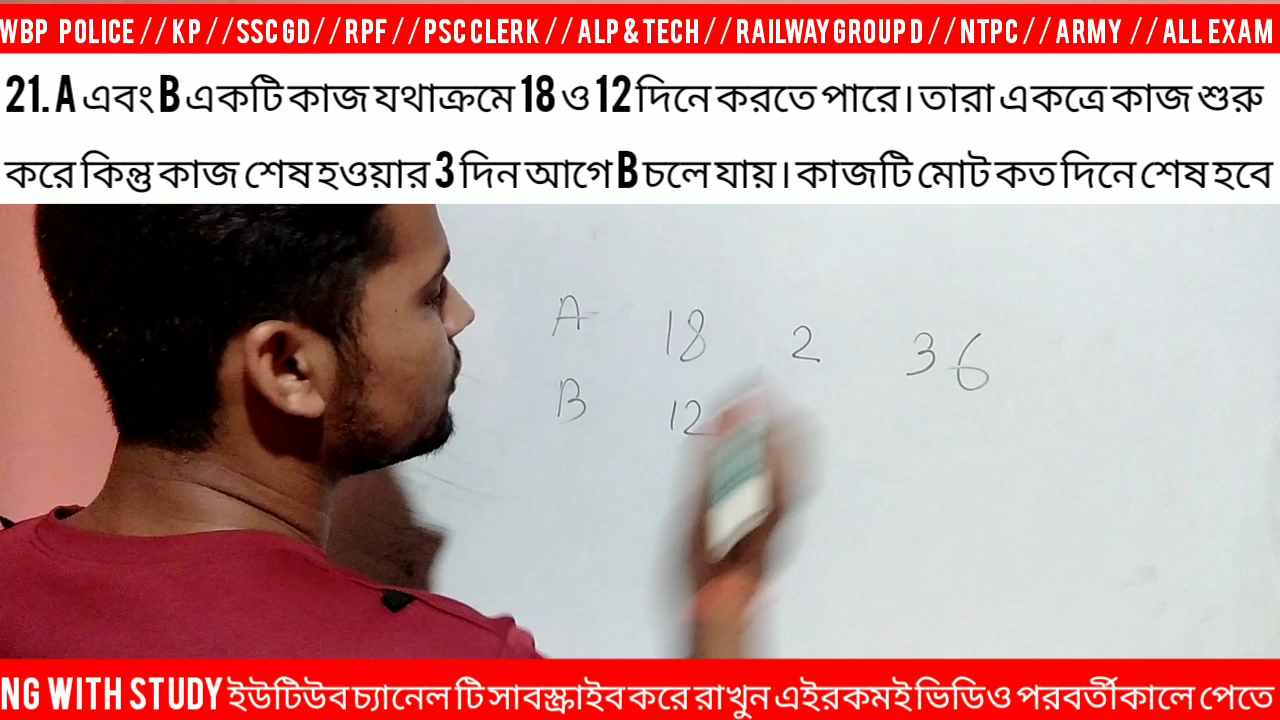 WBP POLICE // KP // SSC GD // RPF // PSC CLERK // ALP & TECH // RAILWAY GROUP D // NTPC // ARMY // ALL EXAM
21. A এবং B একটি কাজ যথাক্রমে 18 ও 12 দিনে করতে পারে। তারা একত্রে কাজ শুরু
করে কিন্তু কাজ শেষ হওয়ার 3 দিন আগে B চলে যায়। কাজটি মোট কত দিনে শেষ হবে
A 18 2 36
B 12
NG WITH STUDY ইউটিউব চ্যানেল টি সাবস্ক্রাইব করে রাখুন এইরকমই ভিডিও পরবর্তীকালে পেতে